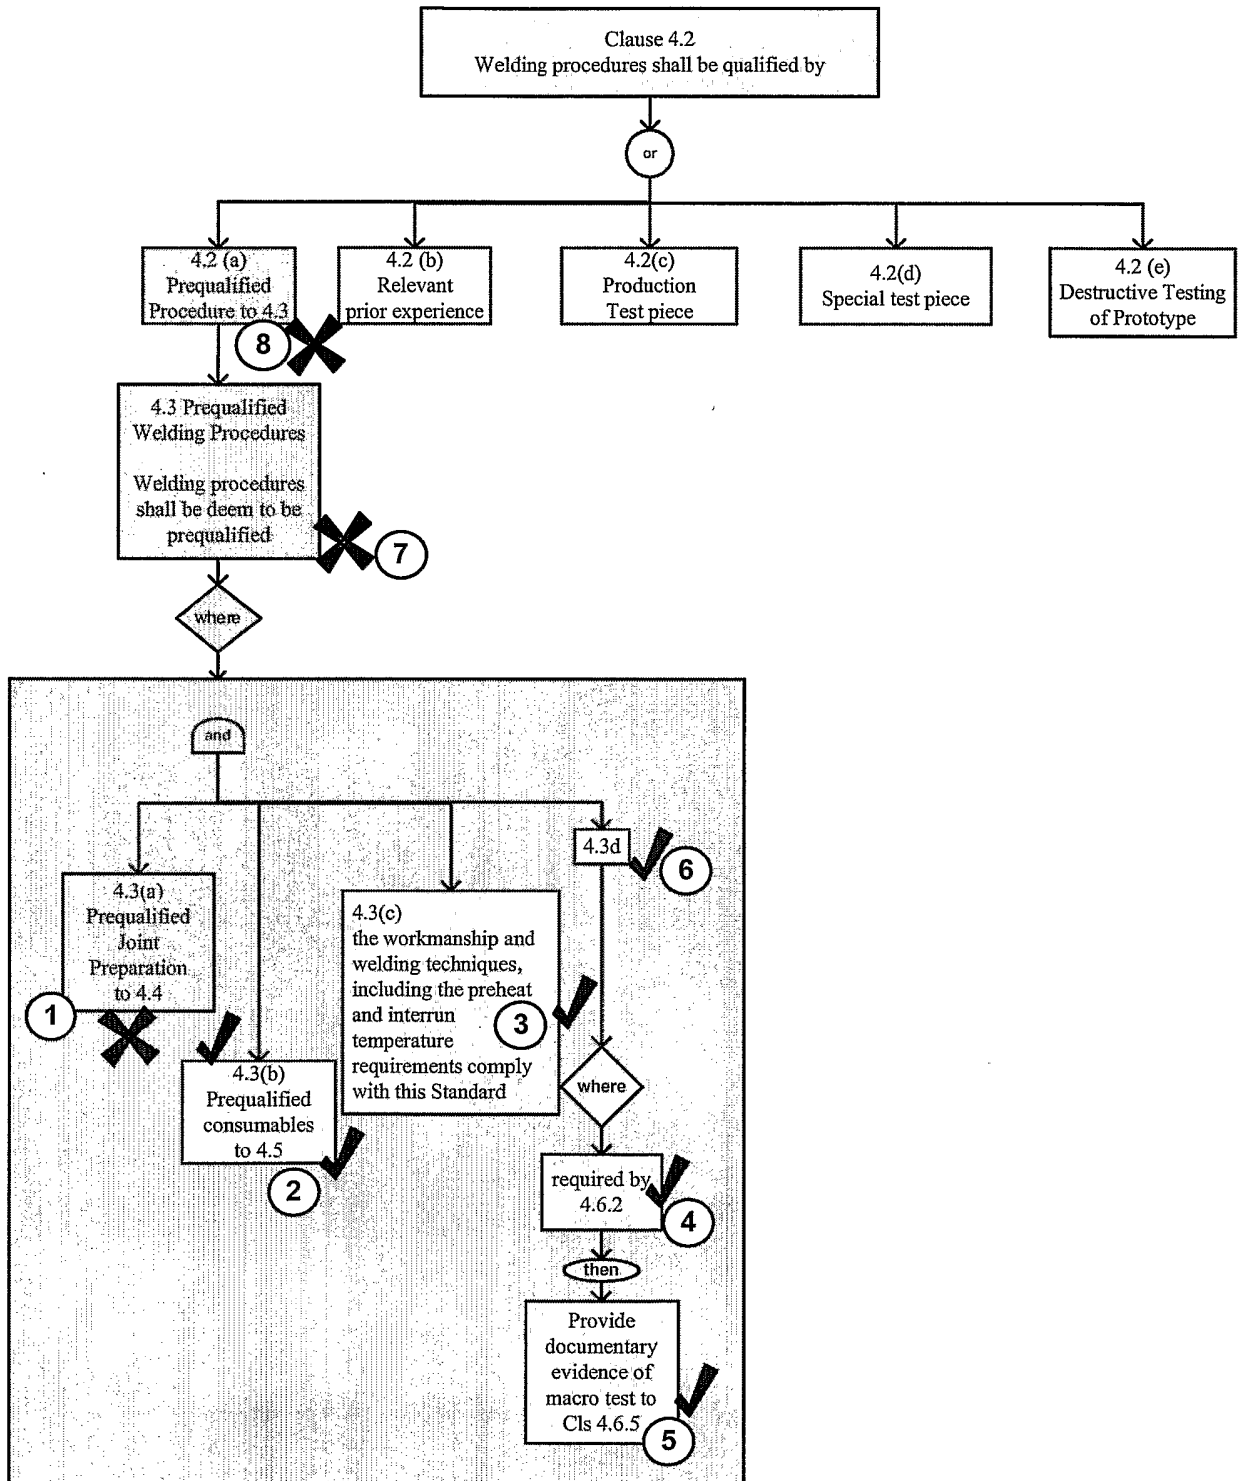 Clause 4.2
Welding procedures shall be qualified by
or
4.2 (a)
Prequalified
Procedure to 4.3
4.2 (b)
Relevant
prior experience
4.2(c)
Production
Test piece
4.2(d)
Special test piece
4.2 (e)
Destructive Testing
of Prototype
8
4.3 Prequalified
Welding Procedures
Welding procedures
shall be deem to be
prequalified
7
where
and
4.3d
6
4.3(a)
Prequalified
Joint
Preparation
to 4.4
1
4.3(b)
Prequalified
consumables
to 4.5
2
4.3(c)
the workmanship and
welding techniques,
including the preheat
and interrun
temperature
requirements comply
with this Standard
3
where
required by
4.6.2
4
then
Provide
documentary
evidence of
macro test to
Cls 4.6.5
5